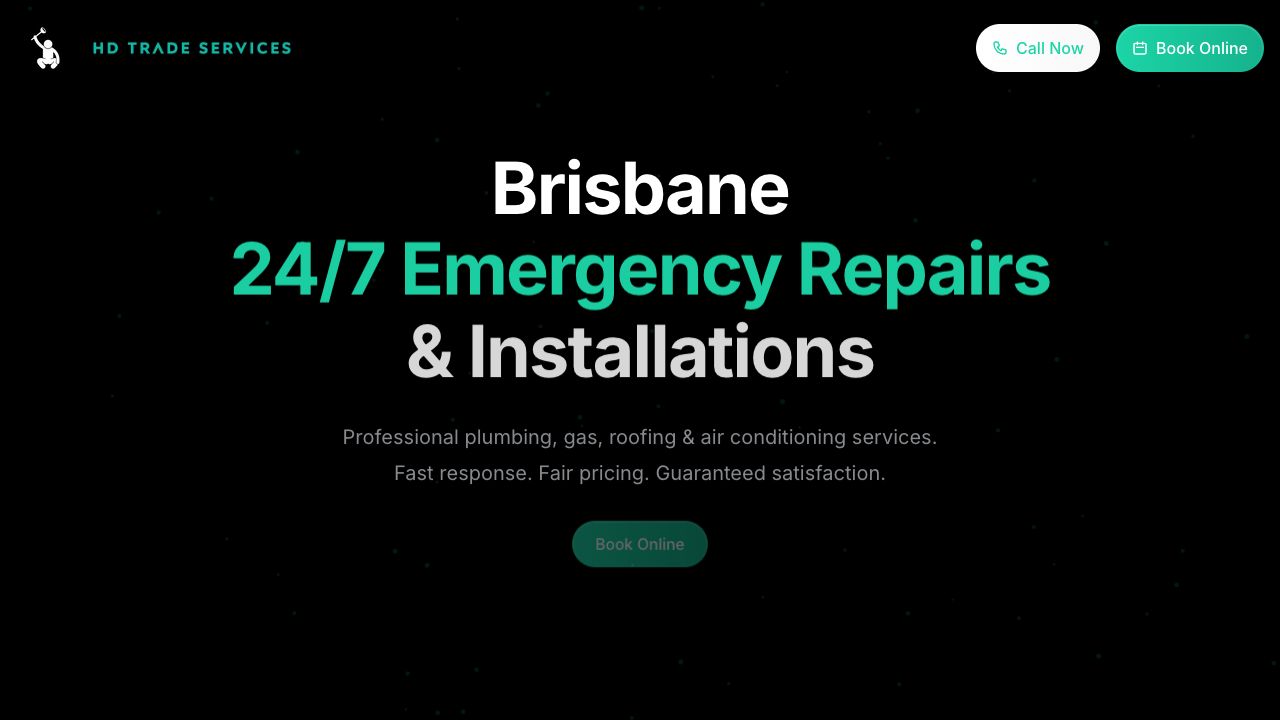 HD TRADE SERVICES
Call Now
Book Online
Brisbane
24/7 Emergency Repairs
& Installations
Professional plumbing, gas, roofing & air conditioning services.
Fast response. Fair pricing. Guaranteed satisfaction.
Book Online